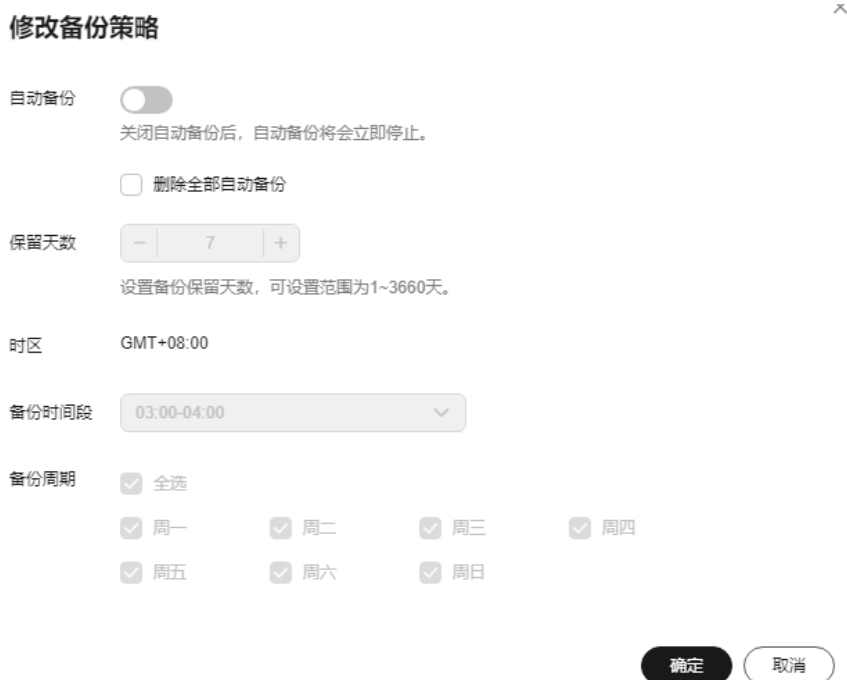 修改备份策略
自动备份
关闭自动备份后，自动备份将会立即停止。
删除全部自动备份
保留天数 － 7 +
设置备份保留天数，可设置范围为1~3660天。
时区 GMT+08:00
备份时间段 03:00-04:00
备份周期 全选
周一 周二 周三 周四
周五 周六 周日
确定 取消